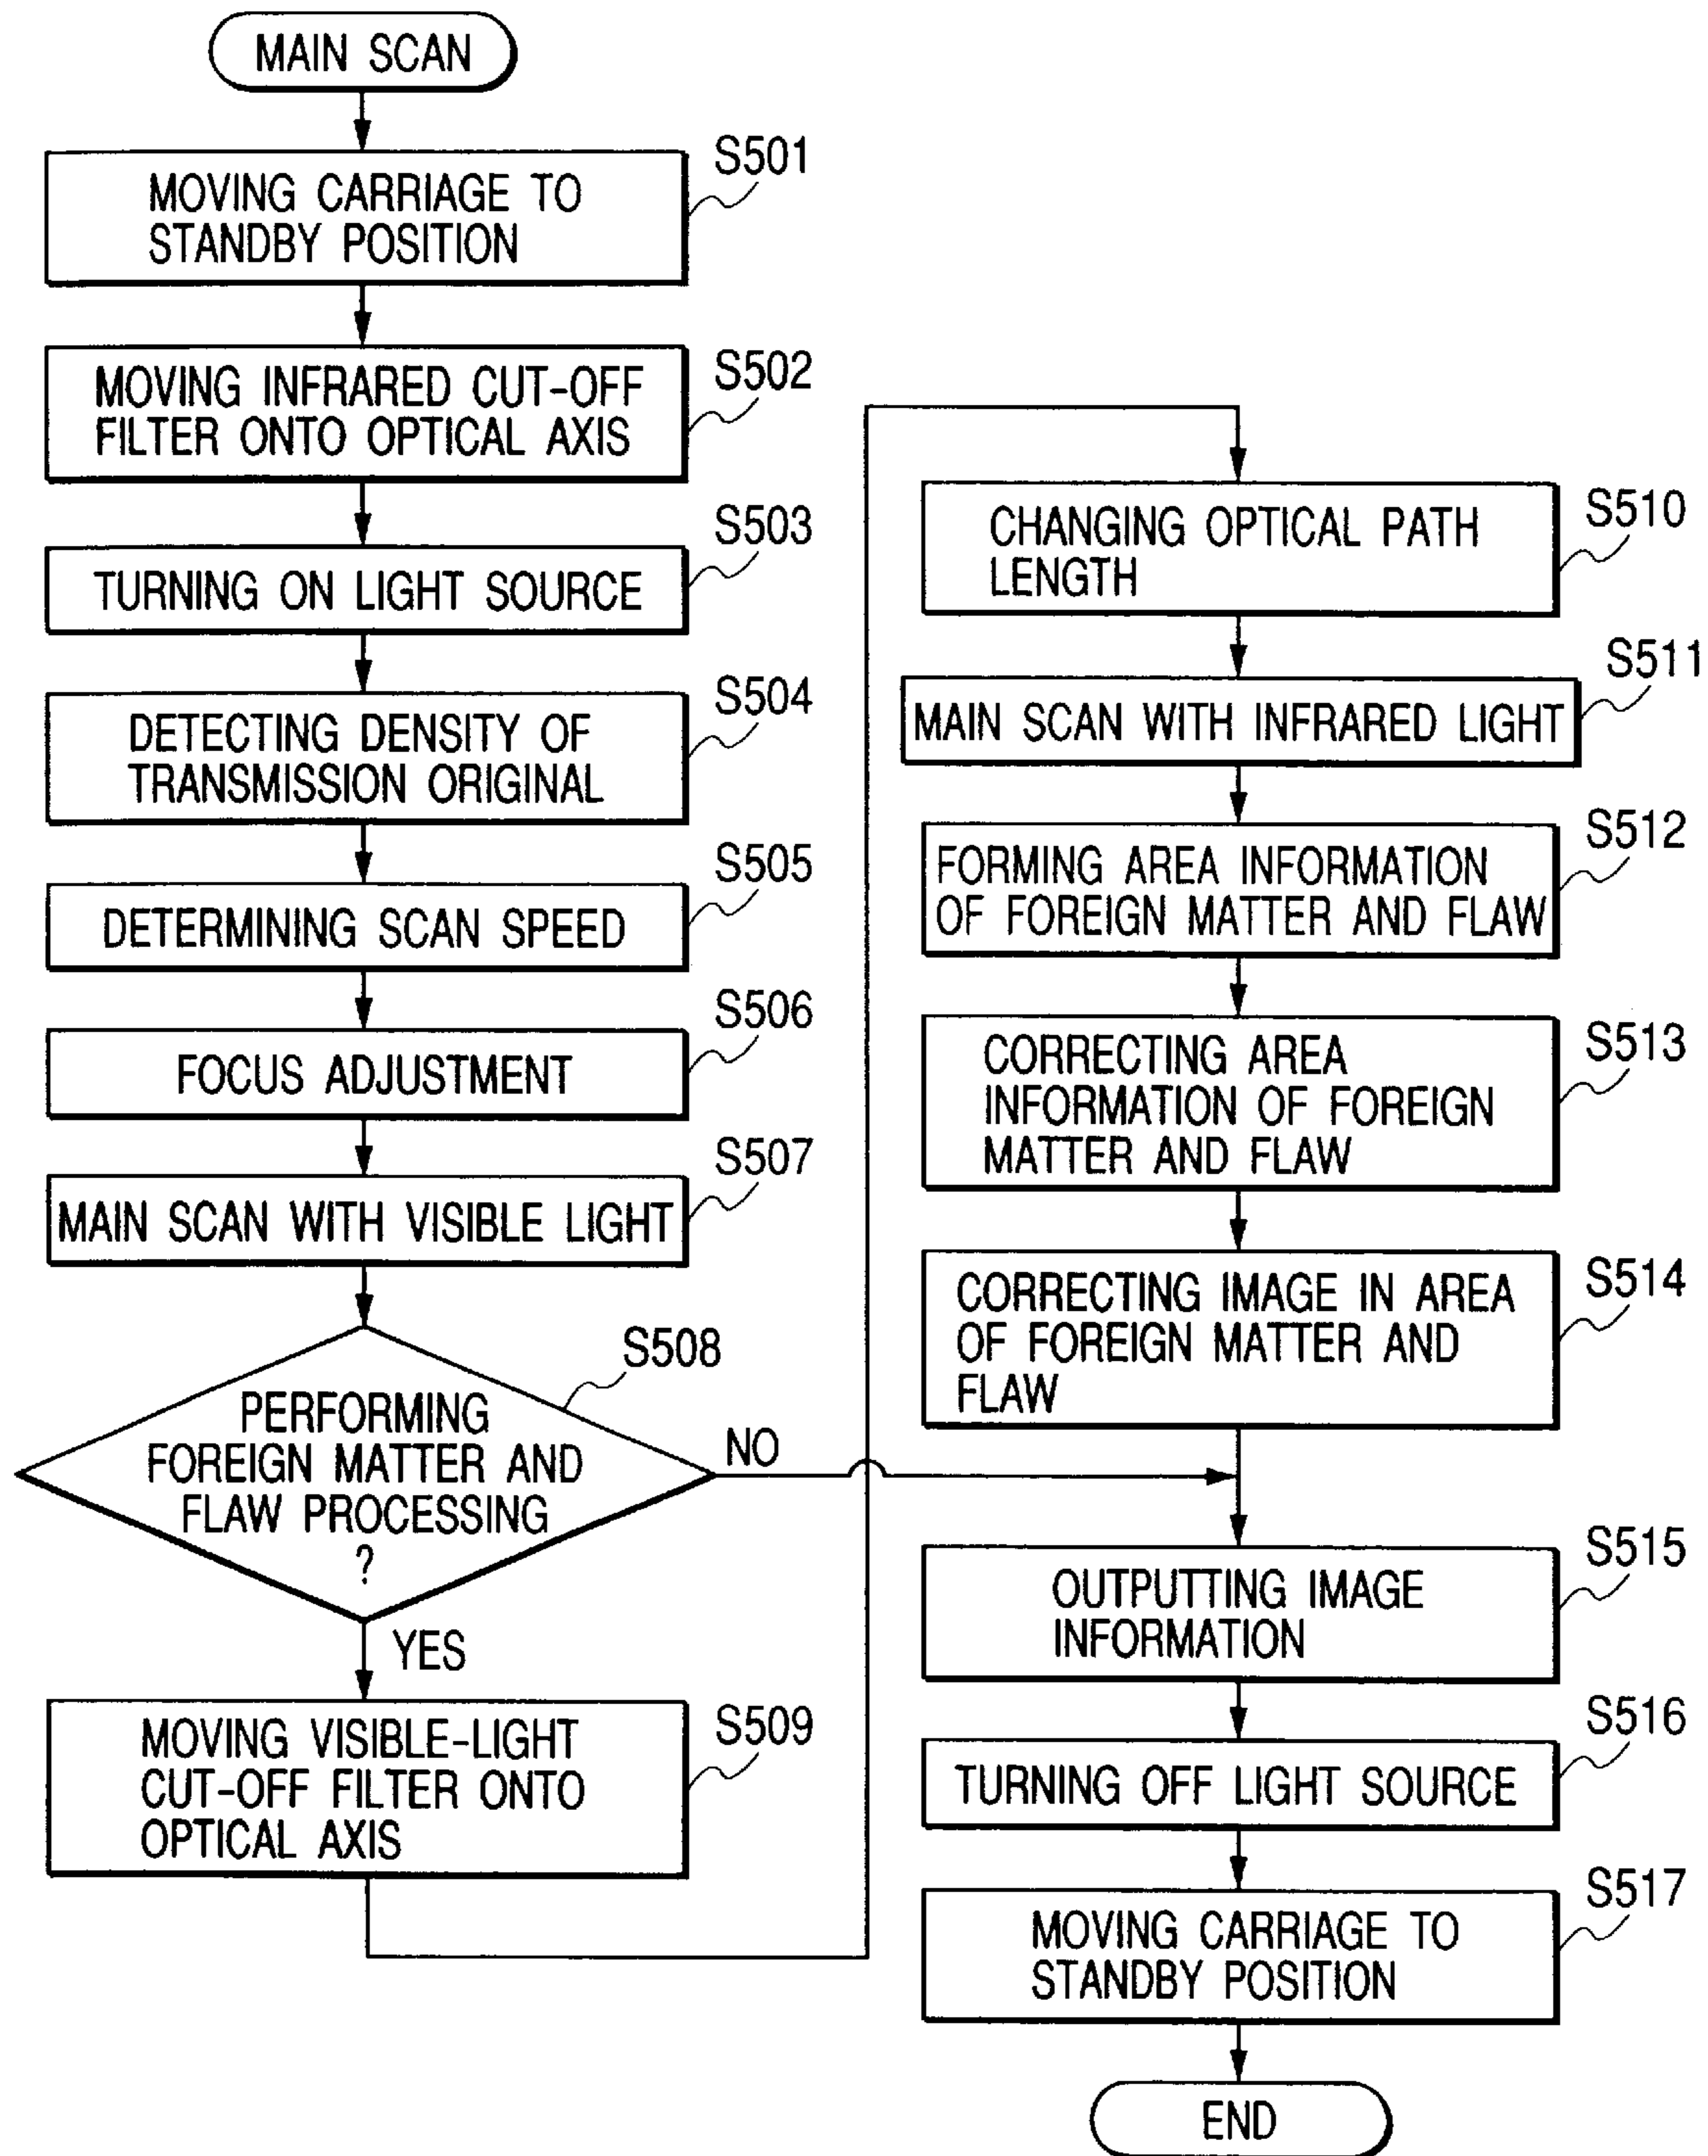 MAIN SCAN
S501
MOVING CARRIAGE TO
STANDBY POSITION
S502
MOVING INFRARED CUT-OFF
FILTER ONTO OPTICAL AXIS
S503
TURNING ON LIGHT SOURCE
S504
DETECTING DENSITY OF
TRANSMISSION ORIGINAL
S505
DETERMINING SCAN SPEED
S506
FOCUS ADJUSTMENT
S507
MAIN SCAN WITH VISIBLE LIGHT
S508
PERFORMING
FOREIGN MATTER AND
FLAW PROCESSING
?
NO
YES
S509
MOVING VISIBLE-LIGHT
CUT-OFF FILTER ONTO
OPTICAL AXIS
S510
CHANGING OPTICAL PATH
LENGTH
S511
MAIN SCAN WITH INFRARED LIGHT
S512
FORMING AREA INFORMATION
OF FOREIGN MATTER AND FLAW
S513
CORRECTING AREA
INFORMATION OF FOREIGN
MATTER AND FLAW
S514
CORRECTING IMAGE IN AREA
OF FOREIGN MATTER AND
FLAW
S515
OUTPUTTING IMAGE
INFORMATION
S516
TURNING OFF LIGHT SOURCE
S517
MOVING CARRIAGE TO
STANDBY POSITION
END